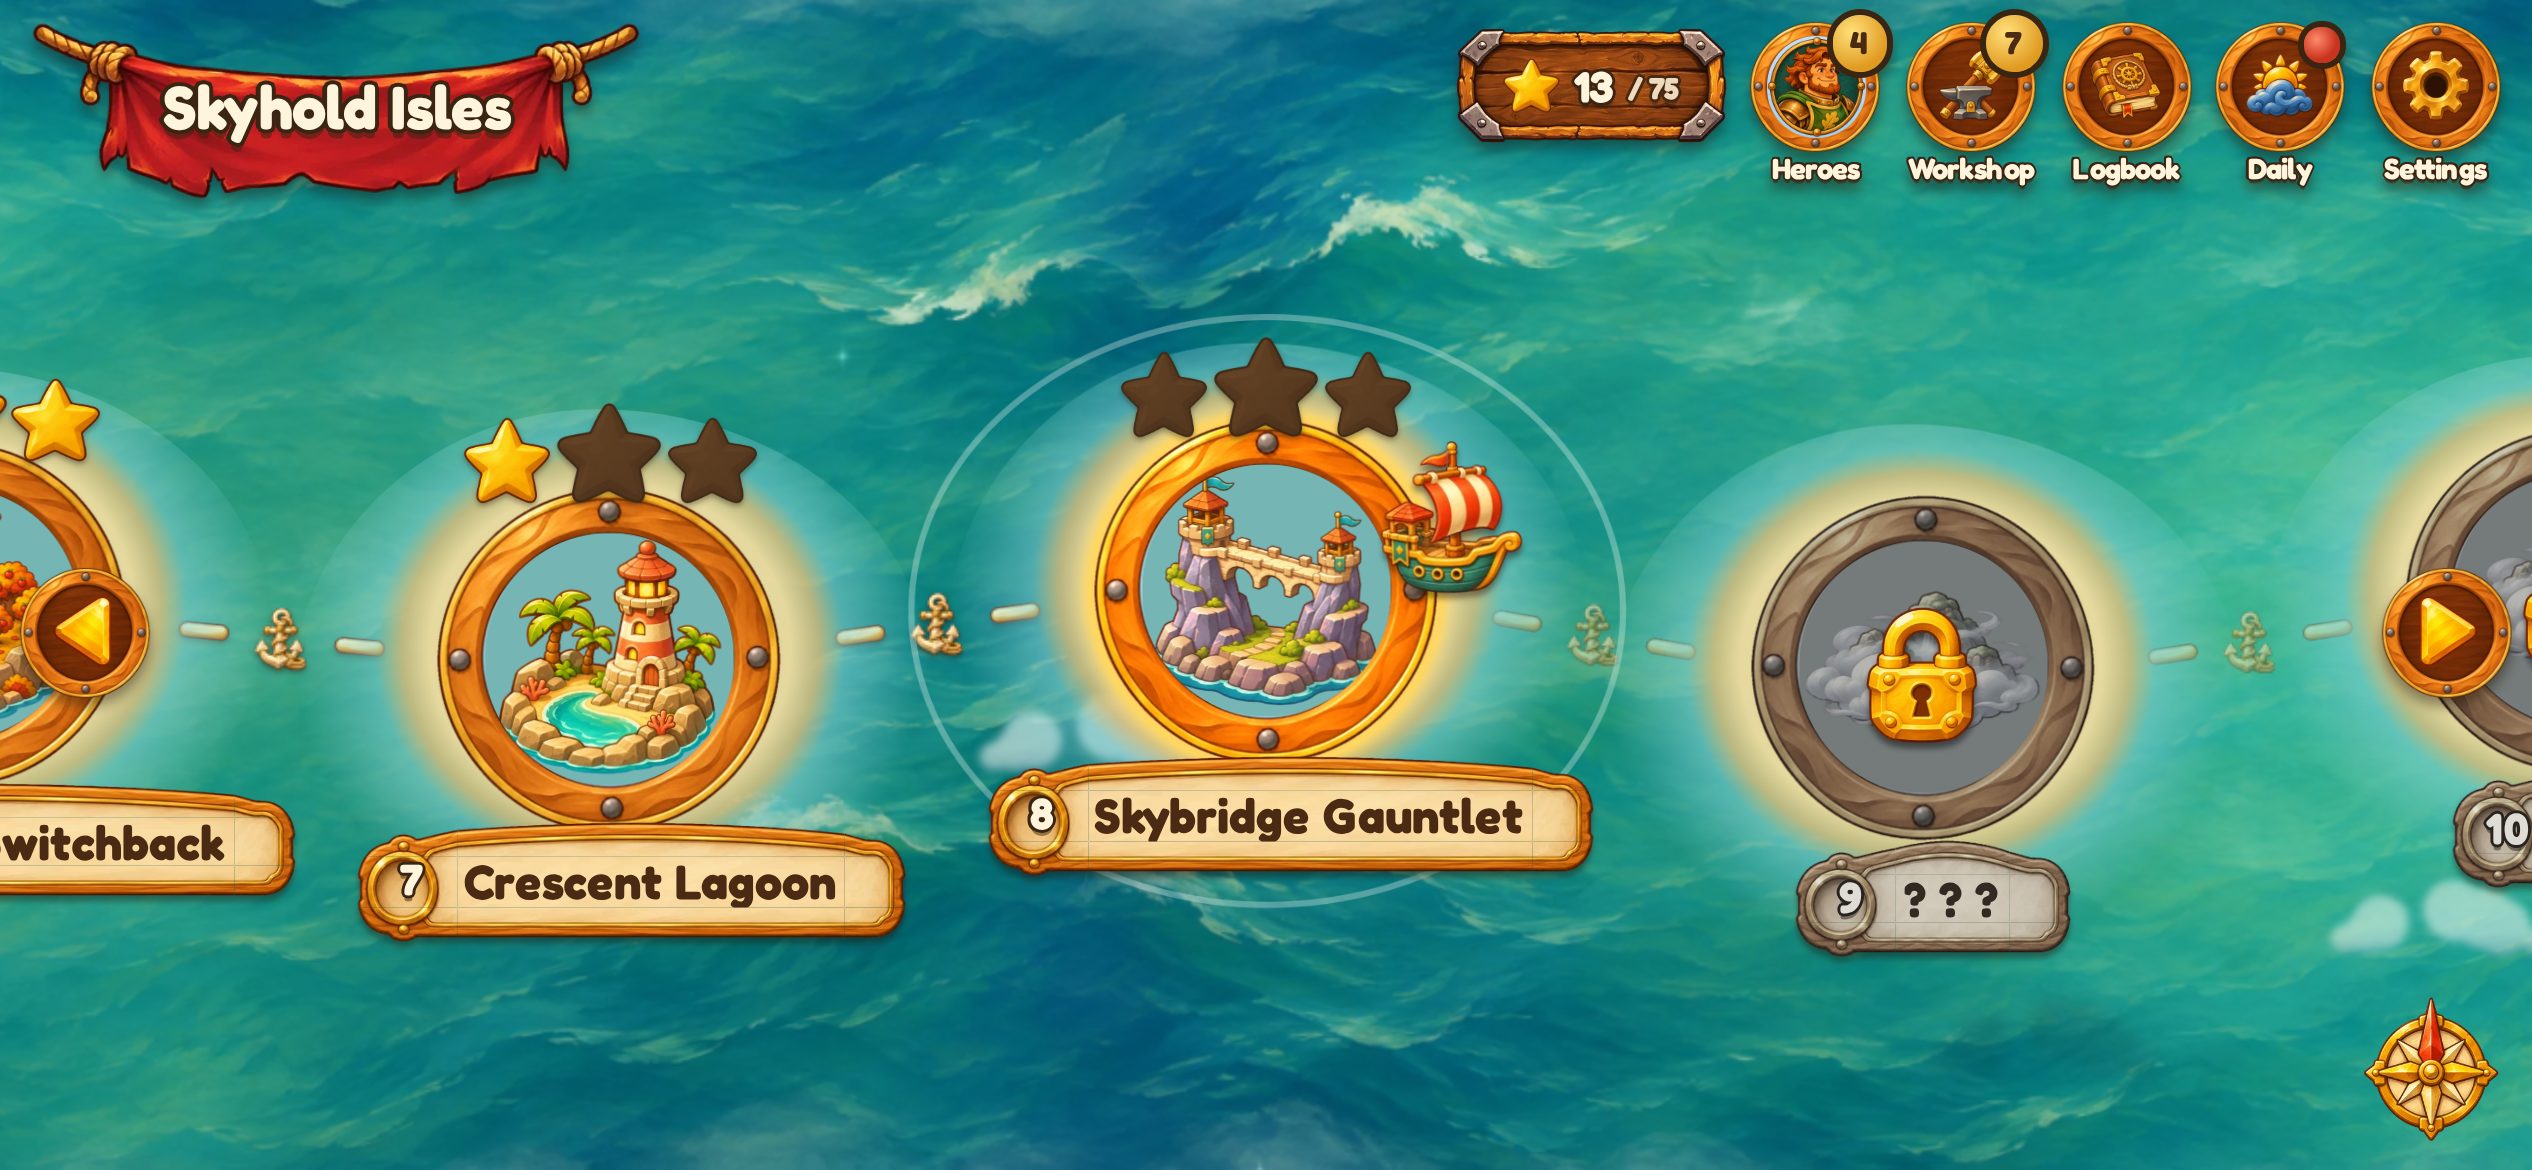 Skyhold Isles
13 / 75
4
7
Heroes
Workshop
Logbook
Daily
Settings
witchback
7 Crescent Lagoon
8 Skybridge Gauntlet
9 ? ? ?
10